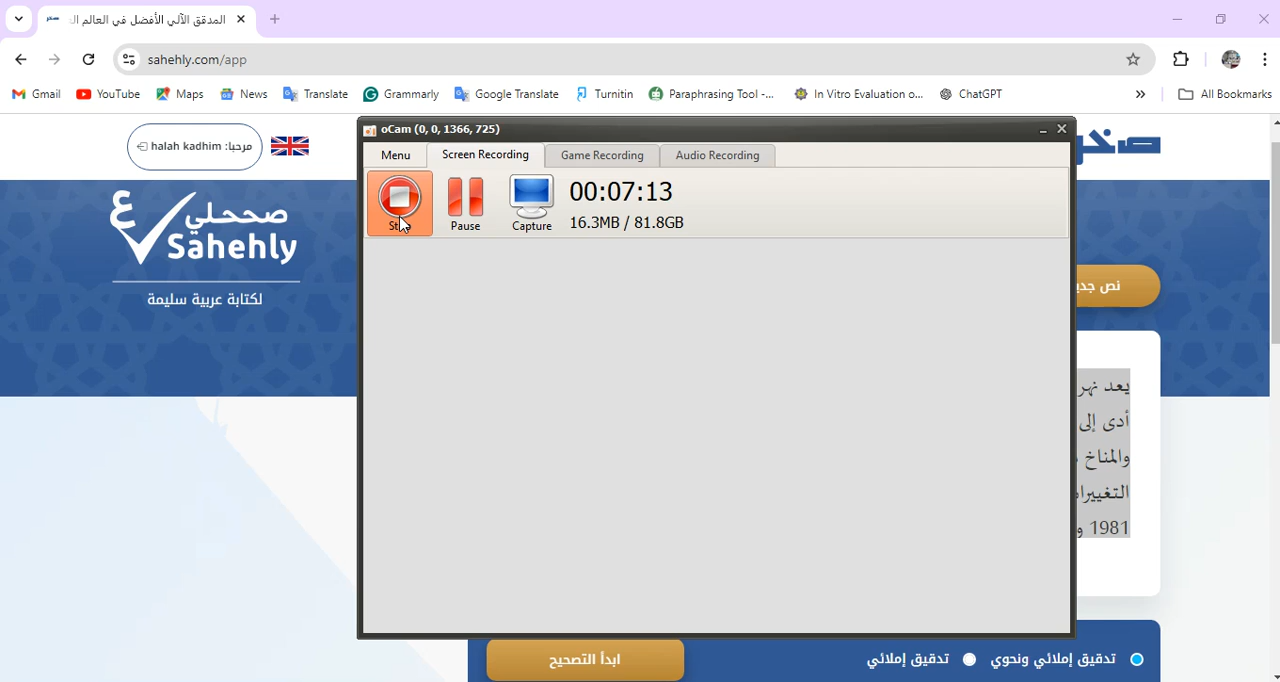 المدقق الآلي الأفضل في العالم ال
sahehly.com/app
Gmail
YouTube
Maps
News
Translate
Grammarly
Google Translate
Turnitin
Paraphrasing Tool -...
In Vitro Evaluation o...
ChatGPT
»
All Bookmarks
oCam (0, 0, 1366, 725)
Menu
Screen Recording
Game Recording
Audio Recording
Pause
Capture
00:07:13
16.3MB / 81.8GB
مرحبا: halah kadhim
صححلي
Sahehly
لكتابة عربية سليمة
نص
يعد نهر
أدى إلى
والمناخ
1981 و
تدقيق إملائي ونحوي
تدقيق إملائي
ابدأ التصحيح